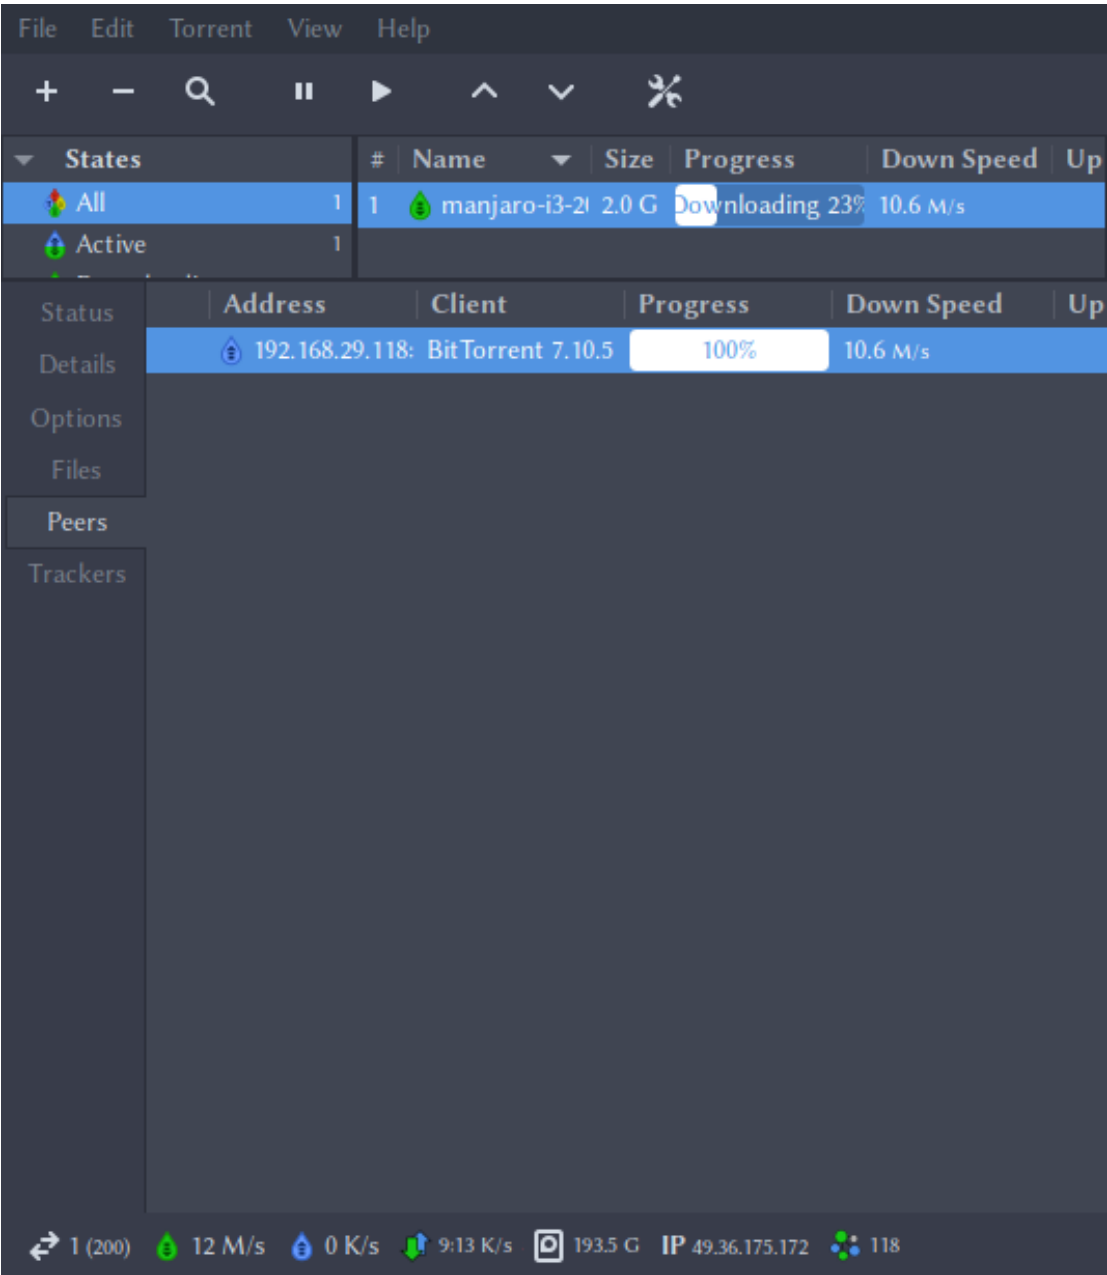 File Edit Torrent View Help
States
All 1
Active 1
# Name Size Progress Down Speed Up
1 manjaro-i3-2 2.0 G Downloading 23% 10.6 M/s
Status
Details
Options
Files
Peers
Trackers
Address Client Progress Down Speed Up
192.168.29.118: BitTorrent 7.10.5 100% 10.6 M/s
1 (200) 12 M/s 0 K/s 9:13 K/s 193.5 G IP 49.36.175.172 118